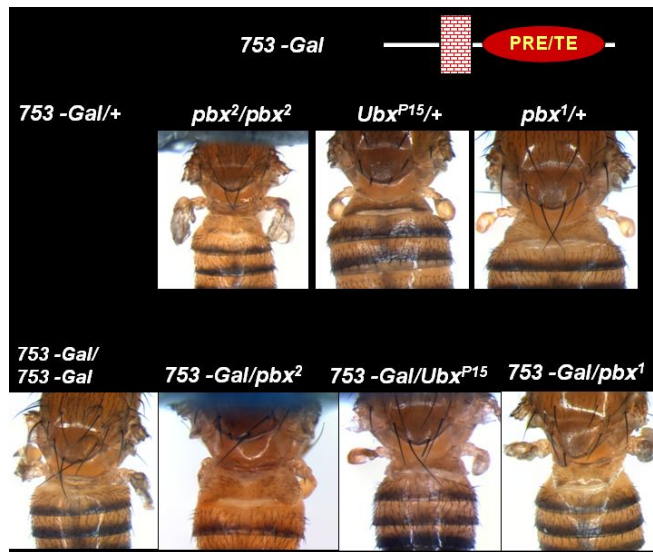 753 -Gal
PRE/TE
753 -Gal/+
pbx²/pbx²
Ubxᴾ¹⁵/+
pbx¹/+
753 -Gal/
753 -Gal
753 -Gal/pbx²
753 -Gal/Ubxᴾ¹⁵
753 -Gal/pbx¹